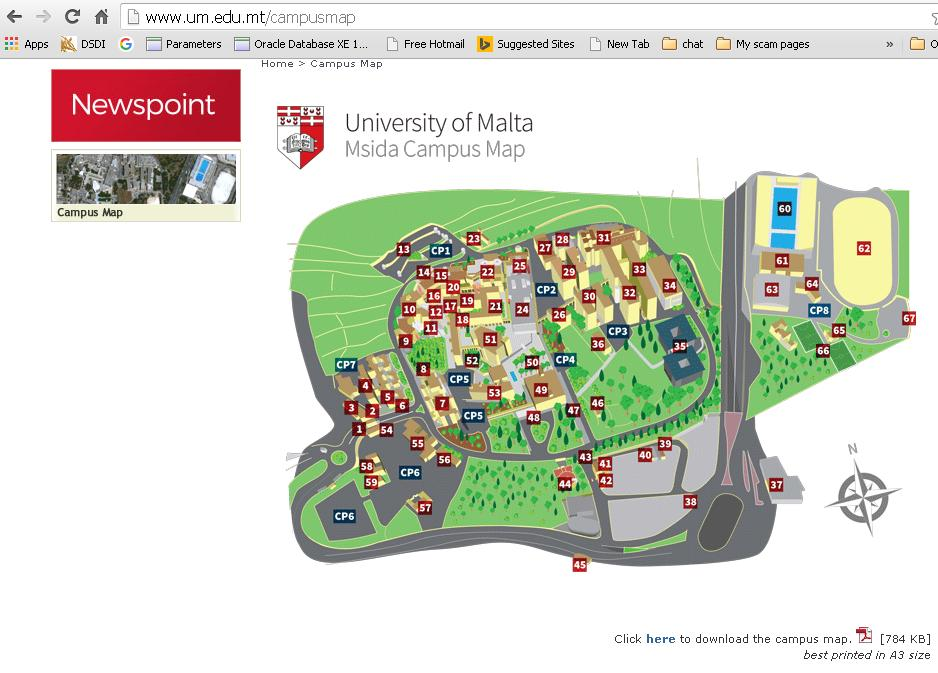 www.um.edu.mt/campusmap
Apps DSDI Parameters Oracle Database XE 1... Free Hotmail Suggested Sites New Tab chat My scam pages » O
Home > Campus Map
Newspoint
Campus Map
University of Malta
Msida Campus Map
60
23 31
28
13 CP1 27 62
61
25
14 15 22 29 33
20 63 64
16 19 CP2 30 32 34
10 12 17 21 24 26 CP8
18 67
11 CP3 65
9 51 36 35 66
CP7 8 52 50 CP4
CP5
4 53 49
5
3 2 6 7 CP5 48 47 46
1 54
55 39
56 43 40
58 CP6 41
59 44 42 37
57 38
CP6
45
N
Click here to download the campus map. [784 KB]
best printed in A3 size